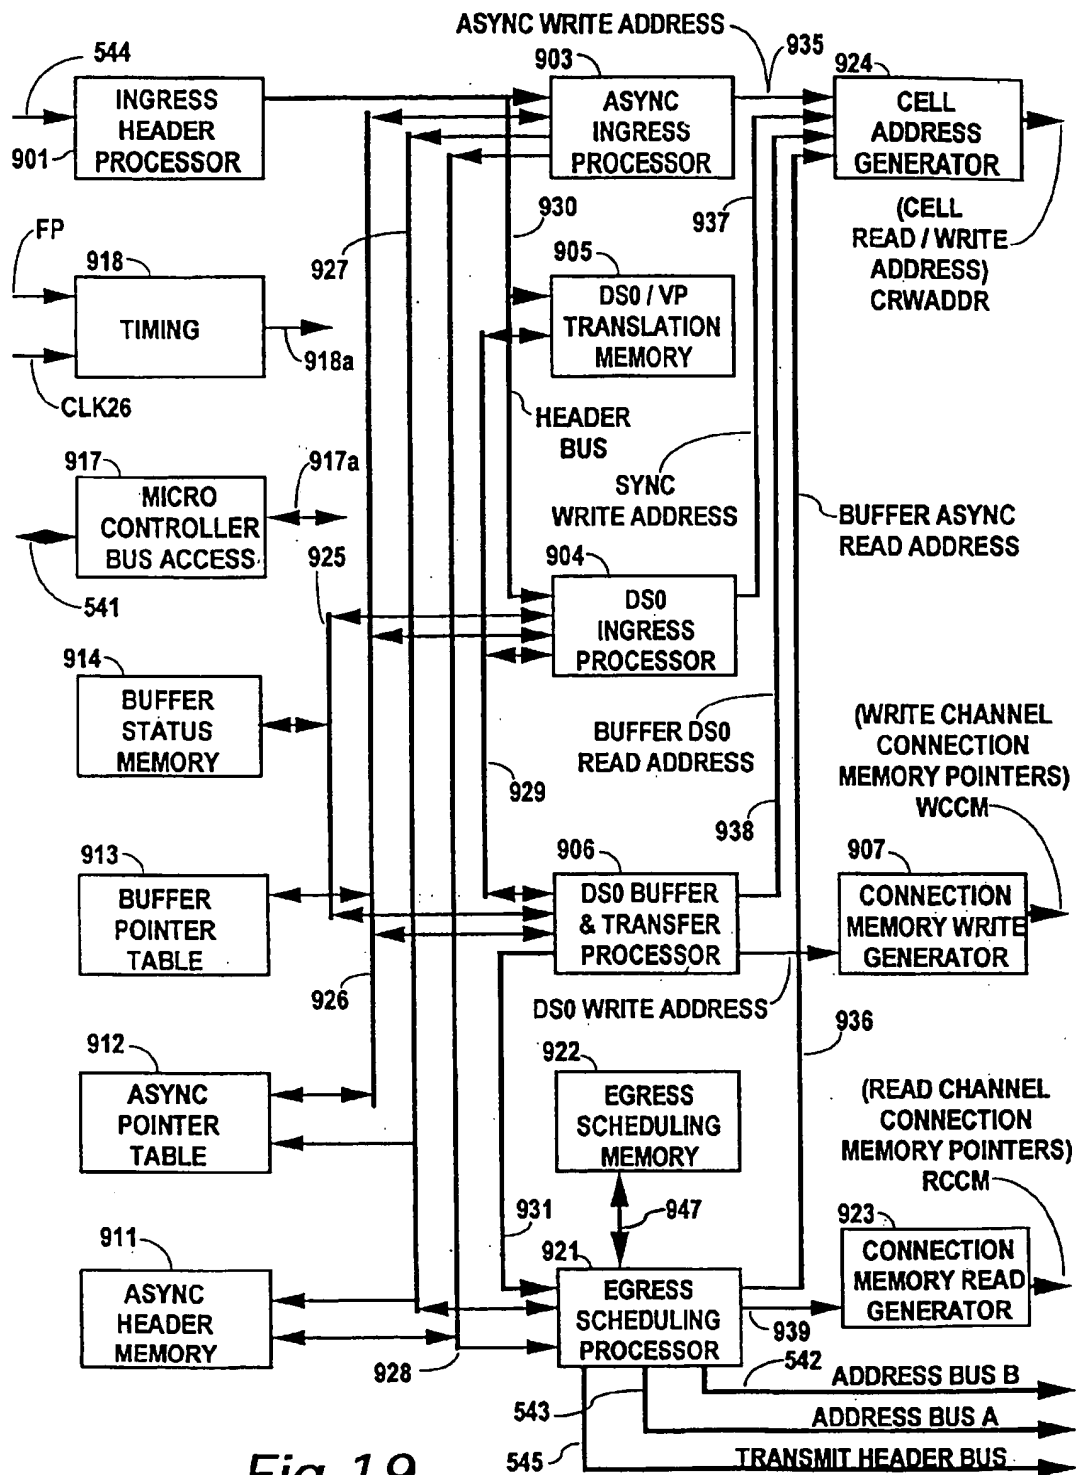 ASYNC WRITE ADDRESS
544
903
935
924
INGRESS
HEADER
PROCESSOR
901
ASYNC
INGRESS
PROCESSOR
CELL
ADDRESS
GENERATOR
FP
918
927
930
905
937
(CELL
READ / WRITE
ADDRESS)
CRWADDR
TIMING
918a
DS0 / VP
TRANSLATION
MEMORY
CLK26
HEADER
BUS
917
917a
MICRO
CONTROLLER
BUS ACCESS
SYNC
WRITE ADDRESS
BUFFER ASYNC
READ ADDRESS
541
925
904
DS0
INGRESS
PROCESSOR
914
BUFFER
STATUS
MEMORY
BUFFER DS0
READ ADDRESS
(WRITE CHANNEL
CONNECTION
MEMORY POINTERS)
WCCM
929
938
913
906
907
BUFFER
POINTER
TABLE
DS0 BUFFER
& TRANSFER
PROCESSOR
CONNECTION
MEMORY WRITE
GENERATOR
926
DS0 WRITE ADDRESS
936
912
922
ASYNC
POINTER
TABLE
EGRESS
SCHEDULING
MEMORY
(READ CHANNEL
CONNECTION
MEMORY POINTERS)
RCCM
931
947
911
921
923
ASYNC
HEADER
MEMORY
EGRESS
SCHEDULING
PROCESSOR
CONNECTION
MEMORY READ
GENERATOR
939
928
542
ADDRESS BUS B
543
ADDRESS BUS A
545
TRANSMIT HEADER BUS
Fig. 19